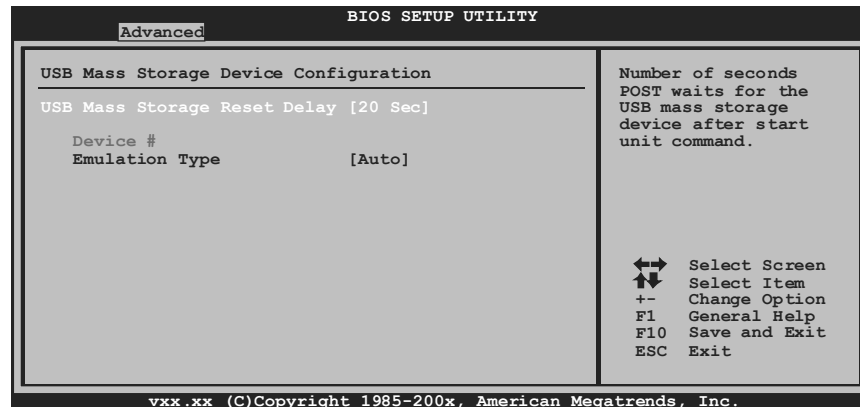 BIOS SETUP UTILITY
Advanced
USB Mass Storage Device Configuration
USB Mass Storage Reset Delay [20 Sec]
Device #
Emulation Type [Auto]
Number of seconds
POST waits for the
USB mass storage
device after start
unit command.
Select Screen
Select Item
+- Change Option
F1 General Help
F10 Save and Exit
ESC Exit
vxx.xx (C)Copyright 1985-200x, American Megatrends, Inc.